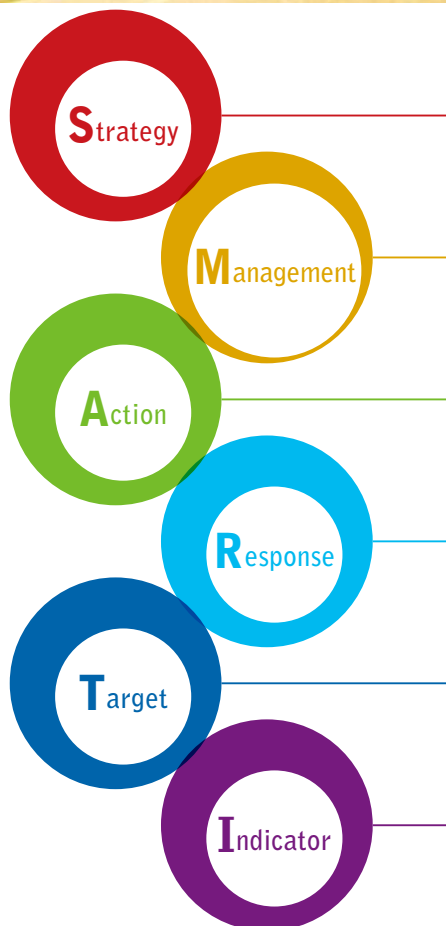 Strategy
Management
Action
Response
Target
Indicator